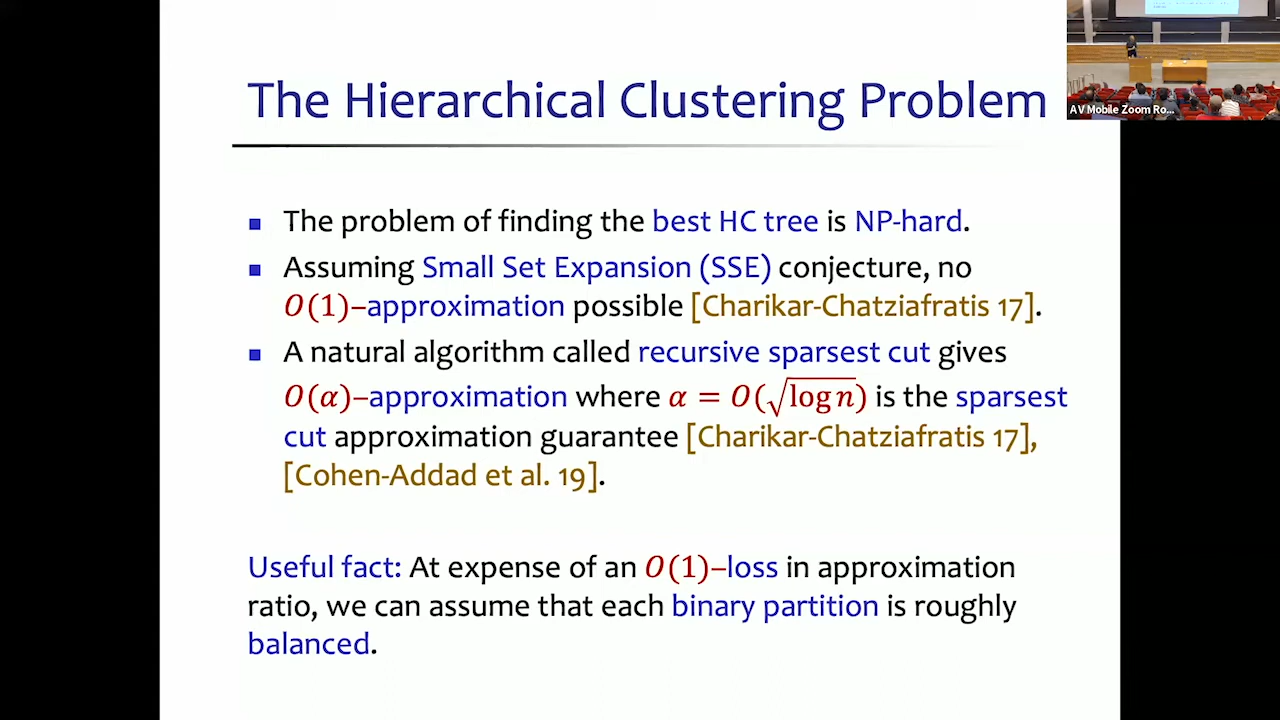 The Hierarchical Clustering Problem
AV Mobile Zoom Ro...
▪ The problem of finding the best HC tree is NP-hard.
▪ Assuming Small Set Expansion (SSE) conjecture, no
O(1)–approximation possible [Charikar-Chatziafratis 17].
▪ A natural algorithm called recursive sparsest cut gives
O(α)–approximation where α = O(√log n) is the sparsest
cut approximation guarantee [Charikar-Chatziafratis 17],
[Cohen-Addad et al. 19].
Useful fact: At expense of an O(1)–loss in approximation
ratio, we can assume that each binary partition is roughly
balanced.